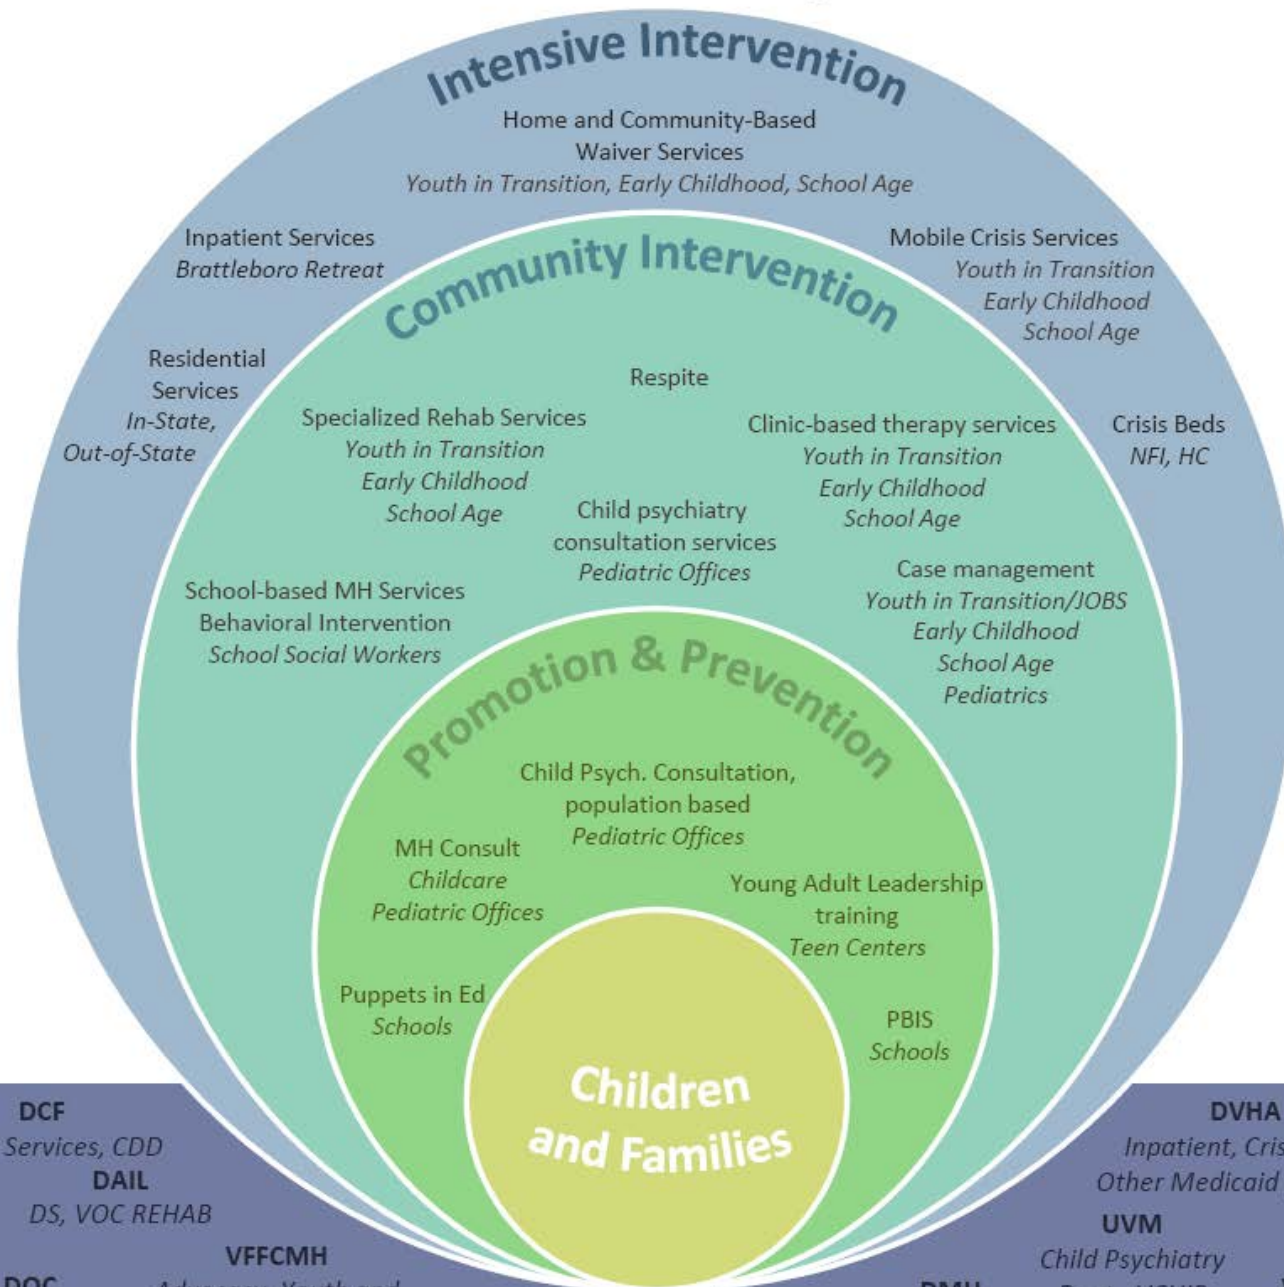 Intensive Intervention
Home and Community-Based
Waiver Services
Youth in Transition, Early Childhood, School Age
Inpatient Services
Brattleboro Retreat
Mobile Crisis Services
Youth in Transition
Early Childhood
School Age
Residential
Services
In-State,
Out-of-State
Crisis Beds
NFI, HC
Community Intervention
Respite
Specialized Rehab Services
Youth in Transition
Early Childhood
School Age
Clinic-based therapy services
Youth in Transition
Early Childhood
School Age
Child psychiatry
consultation services
Pediatric Offices
School-based MH Services
Behavioral Intervention
School Social Workers
Case management
Youth in Transition/JOBS
Early Childhood
School Age
Pediatrics
Promotion & Prevention
Child Psych. Consultation,
population based
Pediatric Offices
MH Consult
Childcare
Pediatric Offices
Young Adult Leadership
training
Teen Centers
Puppets in Ed
Schools
PBIS
Schools
Children
and Families
DCF
Services, CDD
DAIL
DS, VOC REHAB
VFFCMH
DVHA
Inpatient, Cris
Other Medicaid
UVM
Child Psychiatry